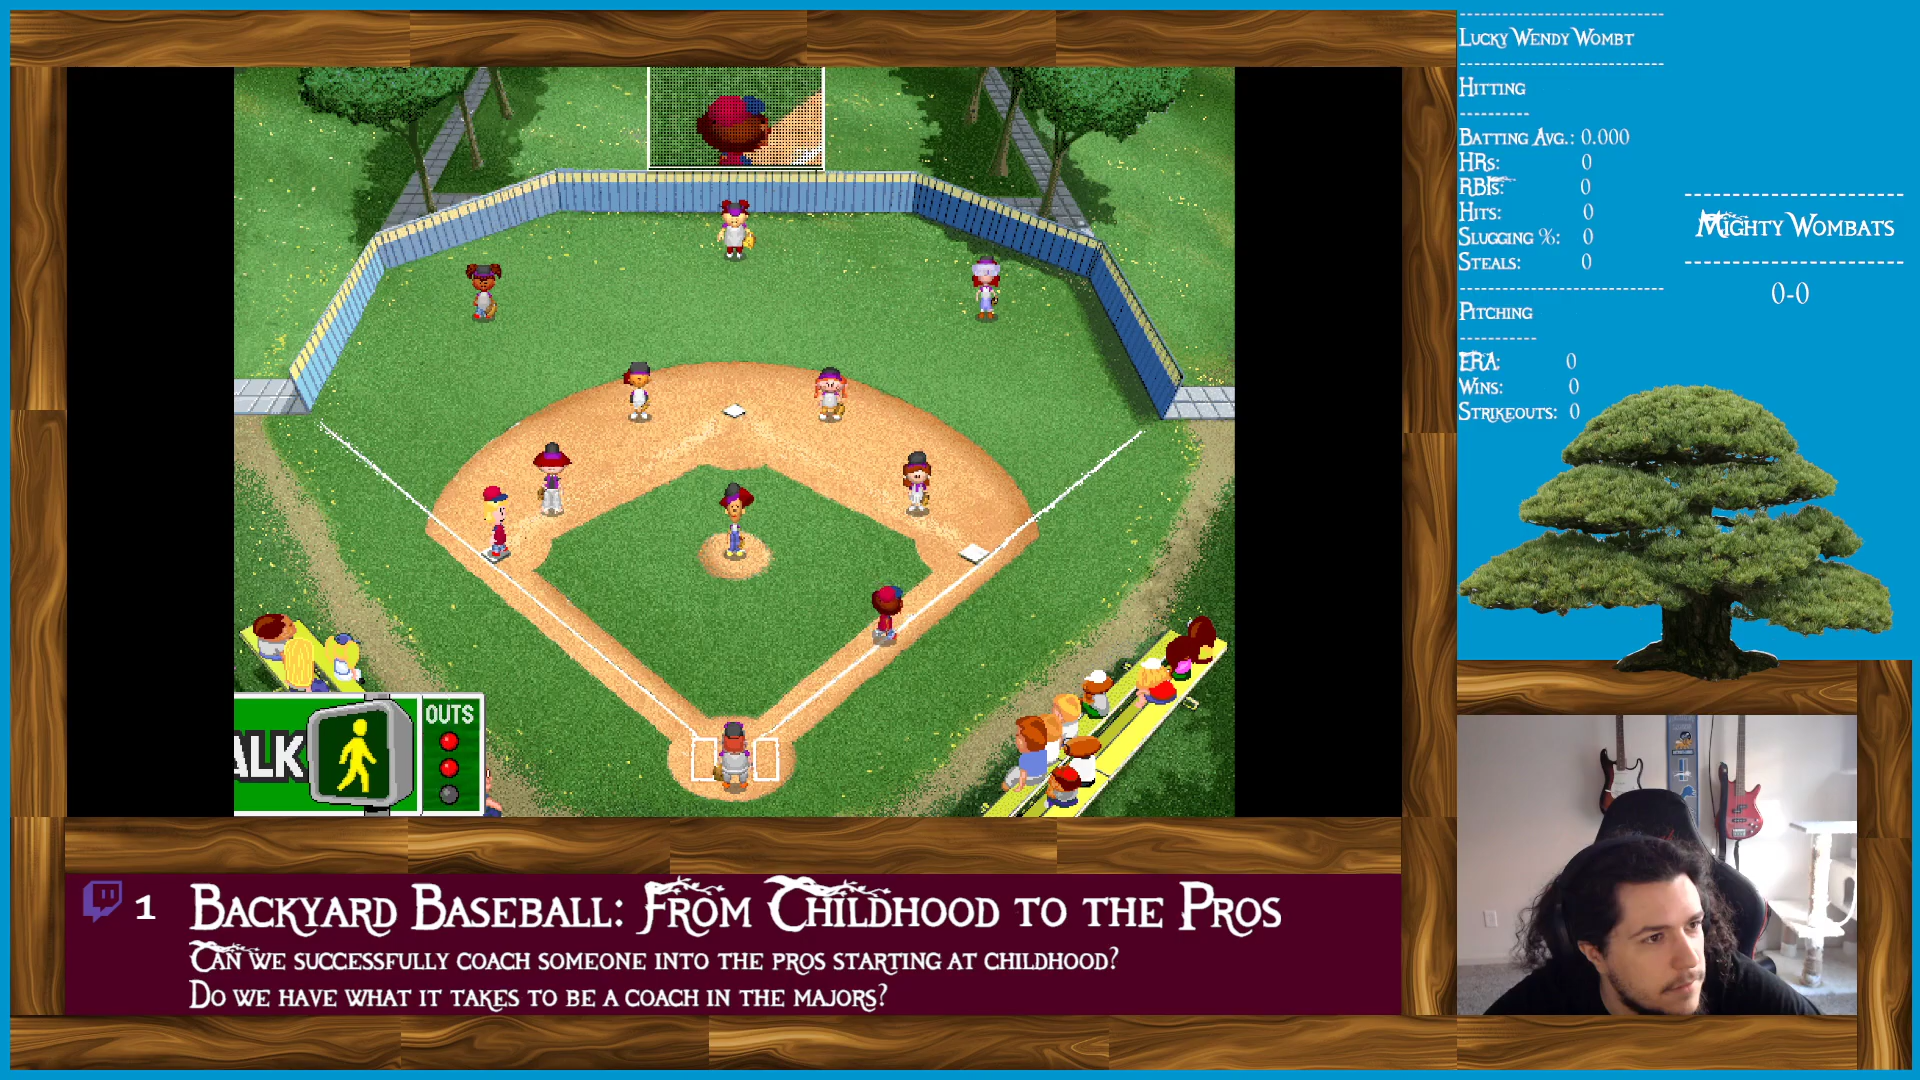 Lucky Wendy Wombt
Hitting
Batting Avg.: 0.000
HRs: 0
RBIs: 0
Hits: 0
Slugging %: 0
Steals: 0
Pitching
ERA: 0
Wins: 0
Strikeouts: 0
Mighty Wombats
0-0
ALK
OUTS
1
Backyard Baseball: From Childhood to the Pros
Can we successfully coach someone into the pros starting at childhood?
Do we have what it takes to be a coach in the majors?